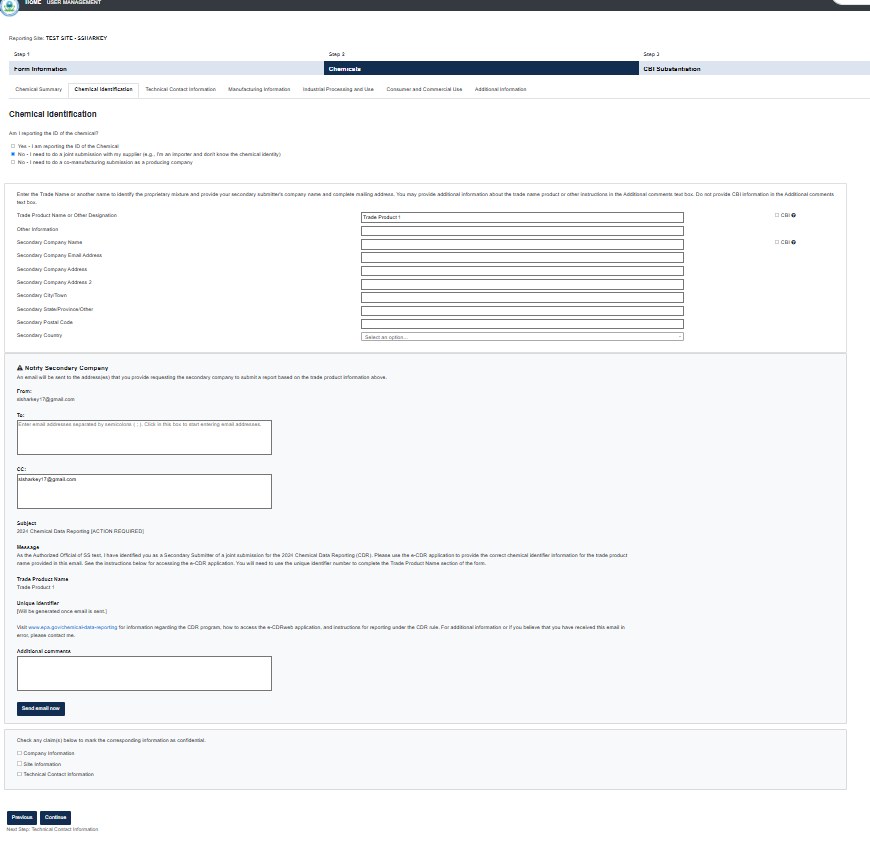 HOME USER MANAGEMENT
Reporting Site: TEST SITE - SSHARKEY
Step 1 Step 2 Step 3
Form Information Chemicals CBI Substantiation
Chemical Summary Chemical Identification Technical Contact Information Manufacturing Information Industrial Processing and Use Consumer and Commercial Use Additional Information
Chemical Identification
Am I reporting the ID of the chemical?
Yes - I am reporting the ID of the Chemical
No - I need to do a joint submission with my supplier (e.g., I'm an importer and don't know the chemical identity)
No - I need to do a co-manufacturing submission as a producing company
Enter the Trade Name or another name to identify the proprietary mixture and provide your secondary submitter's company name and complete mailing address. You may provide additional information about the trade name product or other instructions in the Additional comments text box. Do not provide CBI information in the Additional comments
text box.
Trade Product Name or Other Designation Trade Product 1 CBI
Other Information
Secondary Company Name CBI
Secondary Company Email Address
Secondary Company Address
Secondary Company Address 2
Secondary City/Town
Secondary State/Province/Other
Secondary Postal Code
Secondary Country Select an option...
Notify Secondary Company
An email will be sent to the address(es) that you provide requesting the secondary company to submit a report based on the trade product information above.
From:
slsharkey17@gmail.com
To:
Enter email addresses separated by semicolons ( ; ). Click in this box to start entering email addresses.
CC:
slsharkey17@gmail.com
Subject
2024 Chemical Data Reporting [ACTION REQUIRED]
Message
As the Authorized Official of SS test, I have identified you as a Secondary Submitter of a joint submission for the 2024 Chemical Data Reporting (CDR). Please use the e-CDR application to provide the correct chemical identifier information for the trade product
name provided in this email. See the instructions below for accessing the e-CDR application. You will need to use the unique identifier number to complete the Trade Product Name section of the form.
Trade Product Name
Trade Product 1
Unique Identifier
[Will be generated once email is sent.]
Visit www.epa.gov/chemical-data-reporting for information regarding the CDR program, how to access the e-CDRweb application, and instructions for reporting under the CDR rule. For additional information or if you believe that you have received this email in
error, please contact me.
Additional comments
Send email now
Check any claim(s) below to mark the corresponding information as confidential.
Company Information
Site Information
Technical Contact Information
Previous Continue
Next Step: Technical Contact Information